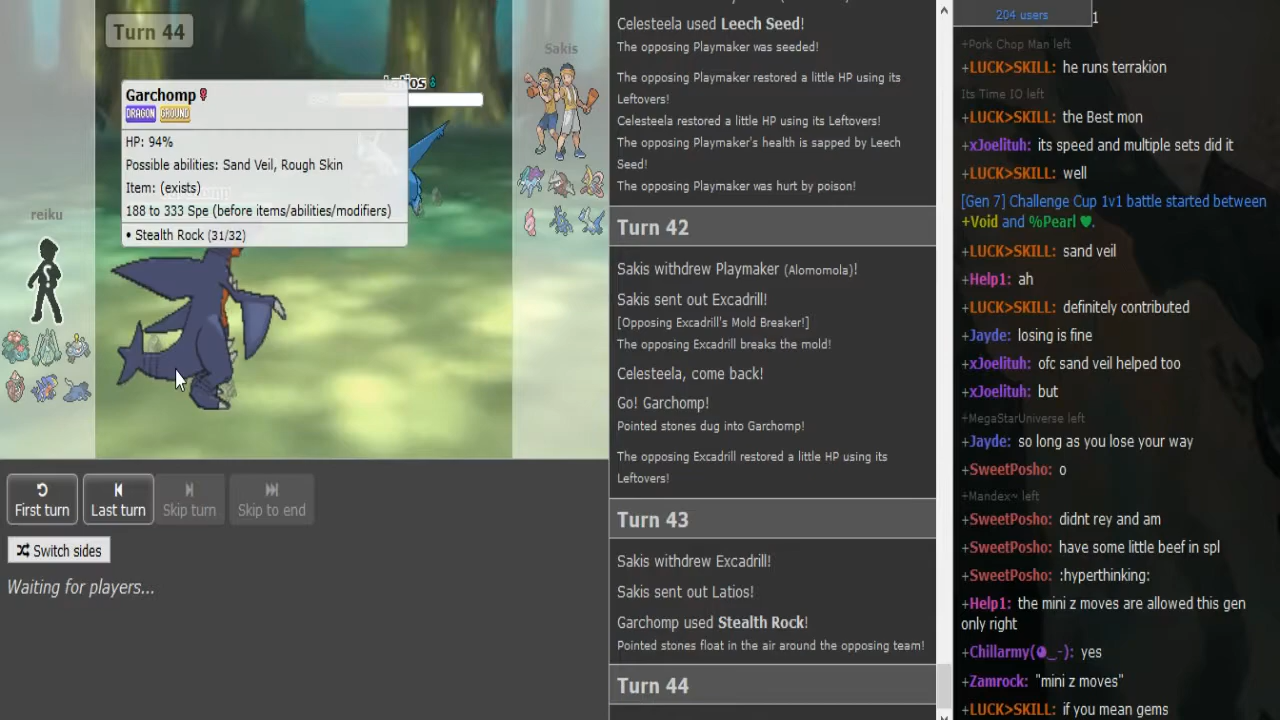 Turn 44
Sakis
Latios
Garchomp
DRAGON GROUND
HP: 94%
Possible abilities: Sand Veil, Rough Skin
Item: (exists)
188 to 333 Spe (before items/abilities/modifiers)
• Stealth Rock (31/32)
reiku
First turn
Last turn
Skip turn
Skip to end
Switch sides
Waiting for players...
Celesteela used Leech Seed!
The opposing Playmaker was seeded!
The opposing Playmaker restored a little HP using its
Leftovers!
Celesteela restored a little HP using its Leftovers!
The opposing Playmaker's health is sapped by Leech
Seed!
The opposing Playmaker was hurt by poison!
Turn 42
Sakis withdrew Playmaker (Alomomola)!
Sakis sent out Excadrill!
[Opposing Excadrill's Mold Breaker!]
The opposing Excadrill breaks the mold!
Celesteela, come back!
Go! Garchomp!
Pointed stones dug into Garchomp!
The opposing Excadrill restored a little HP using its
Leftovers!
Turn 43
Sakis withdrew Excadrill!
Sakis sent out Latios!
Garchomp used Stealth Rock!
Pointed stones float in the air around the opposing team!
Turn 44
204 users
1
+Pork Chop Man left
+LUCK>SKILL: he runs terrakion
Its Time IO left
+LUCK>SKILL: the Best mon
+xJoelituh: its speed and multiple sets did it
+LUCK>SKILL: well
[Gen 7] Challenge Cup 1v1 battle started between
+Void and %Pearl ♥.
+LUCK>SKILL: sand veil
+Help1: ah
+LUCK>SKILL: definitely contributed
+Jayde: losing is fine
+xJoelituh: ofc sand veil helped too
+xJoelituh: but
+MegaStarUniverse left
+Jayde: so long as you lose your way
+SweetPosho: o
+Mandex~ left
+SweetPosho: didnt rey and am
+SweetPosho: have some little beef in spl
+SweetPosho: :hyperthinking:
+Help1: the mini z moves are allowed this gen
only right
+Chillarmy(◕‿-): yes
+Zamrock: "mini z moves"
+LUCK>SKILL: if you mean gems